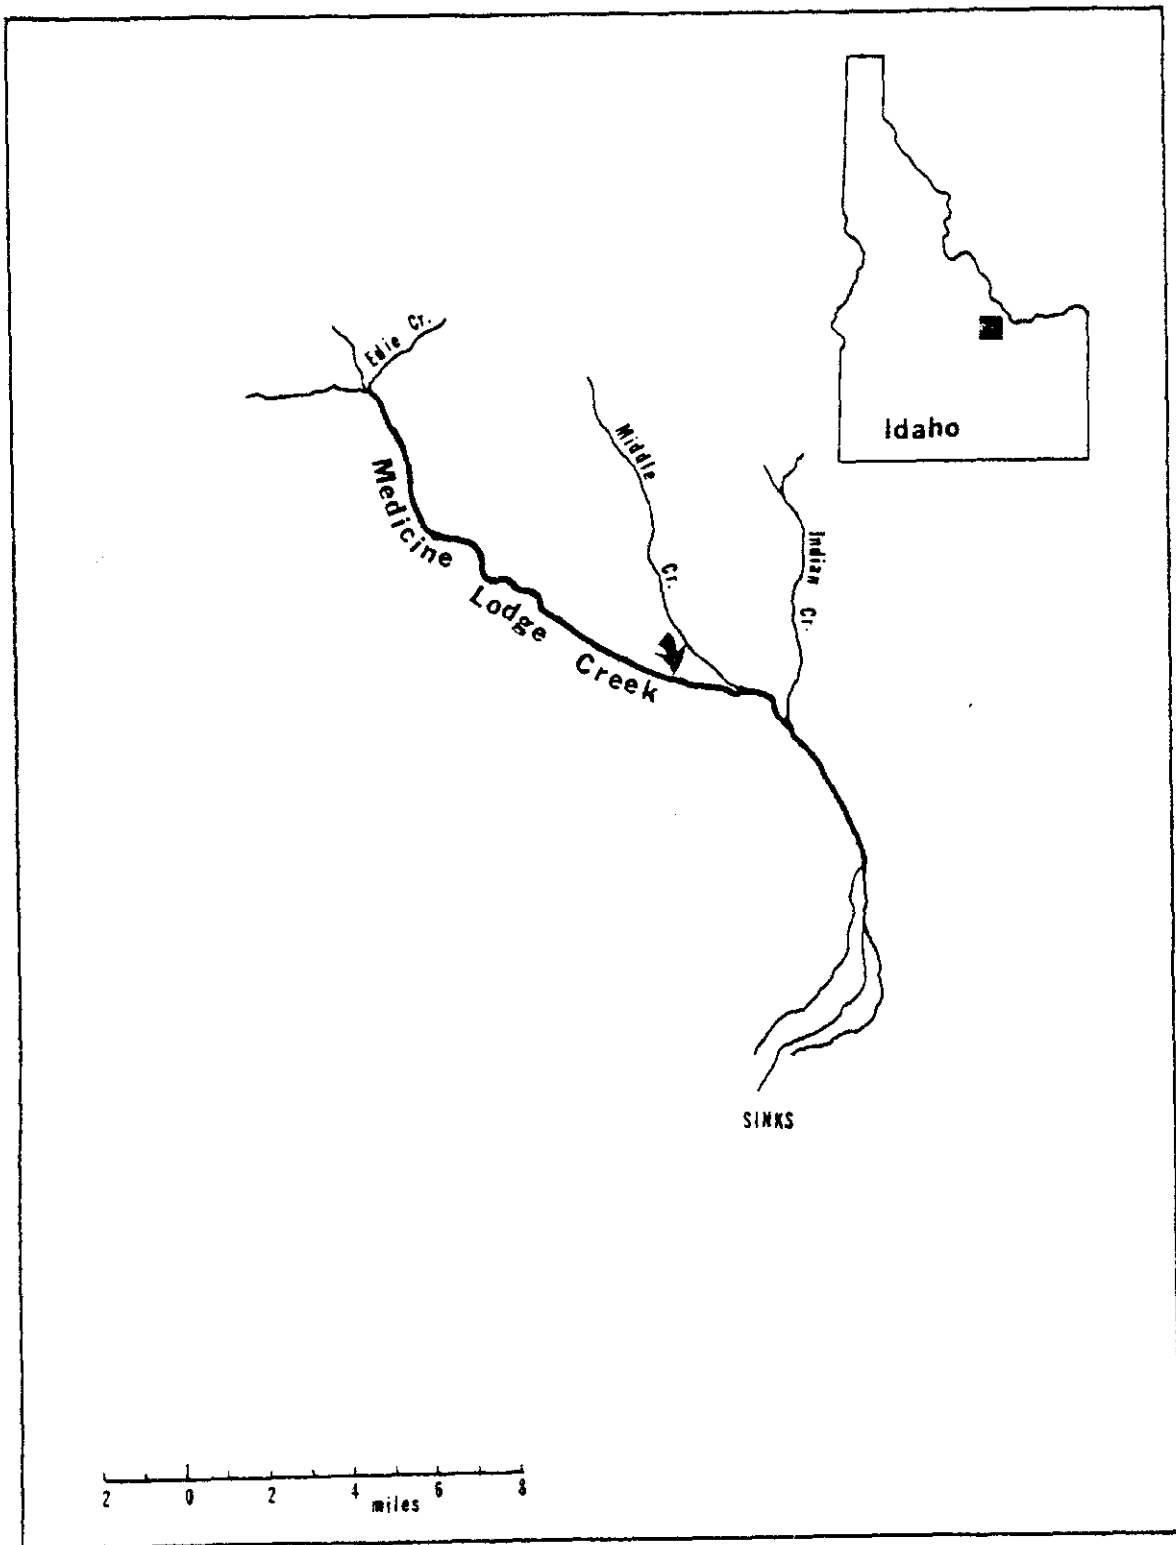 Idaho
Edie Cr.
Middle
Cr.
Indian
Cr.
Medicine
Lodge
Creek
SINKS
2 0 2 4 6 8
miles